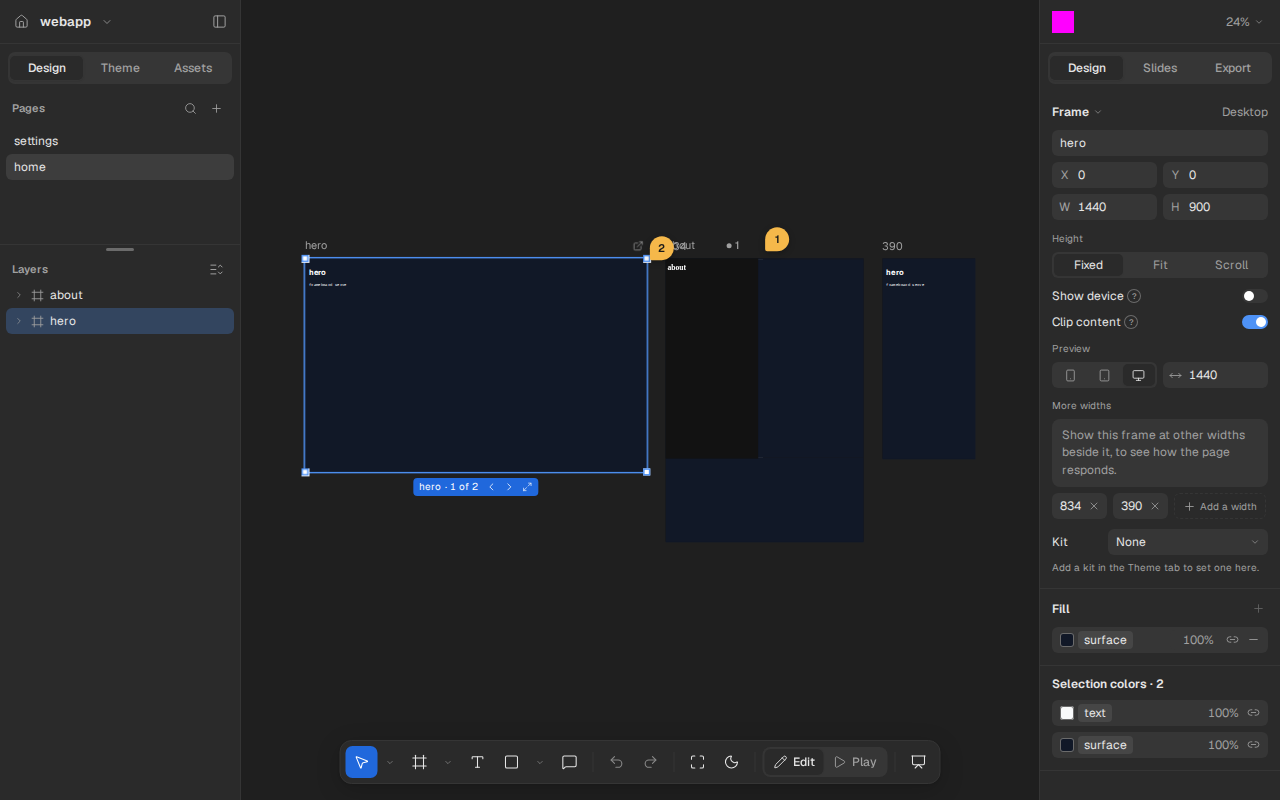 webapp
Design
Theme
Assets
Pages
settings
home
Layers
about
hero
hero
hero
hero · 1 of 2
2
1
1
about
390
hero
Edit
Play
24%
Design
Slides
Export
Frame
Desktop
hero
X 0
Y 0
W 1440
H 900
Height
Fixed
Fit
Scroll
Show device ?
Clip content ?
Preview
1440
More widths
Show this frame at other widths
beside it, to see how the page
responds.
834
390
Add a width
Kit
None
Add a kit in the Theme tab to set one here.
Fill
surface
100%
Selection colors · 2
text
100%
surface
100%